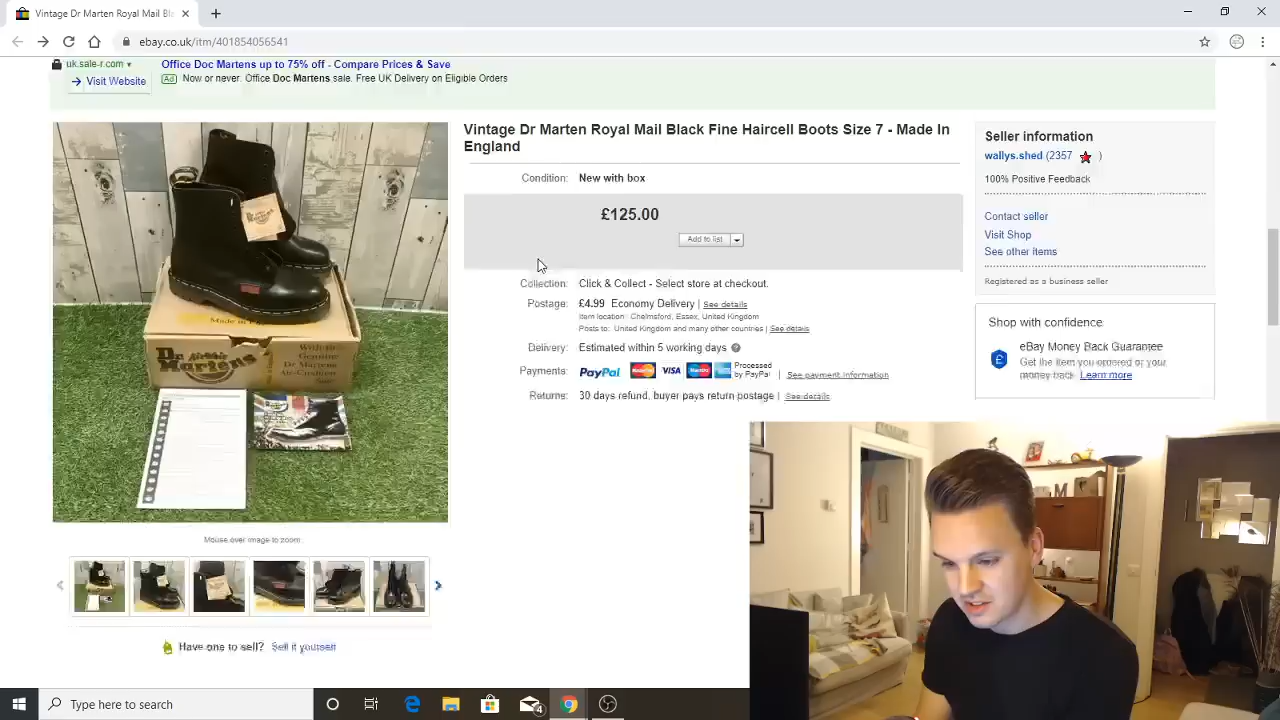 Vintage Dr Marten Royal Mail Bla
ebay.co.uk/itm/401854056541
uk.sale-r.com
Visit Website
Office Doc Martens up to 75% off - Compare Prices & Save
Ad Now or never. Office Doc Martens sale. Free UK Delivery on Eligible Orders
Vintage Dr Marten Royal Mail Black Fine Haircell Boots Size 7 - Made In
England
Condition: New with box
£125.00
Add to list
Collection: Click & Collect - Select store at checkout.
Postage: £4.99 Economy Delivery | See details
Item location: Chelmsford, Essex, United Kingdom
Posts to: United Kingdom and many other countries | See details
Delivery: Estimated within 5 working days
Payments: PayPal VISA Processed
by PayPal | See payment information
Returns: 30 days refund, buyer pays return postage | See details
Seller information
wallys.shed (2357 )
100% Positive Feedback
Contact seller
Visit Shop
See other items
Registered as a business seller
Shop with confidence
eBay Money Back Guarantee
Get the item you ordered or your
money back. Learn more
Dr Martens
With
Genuine
Air-Cushion
Mouse over image to zoom
Have one to sell? Sell it yourself
Type here to search
4